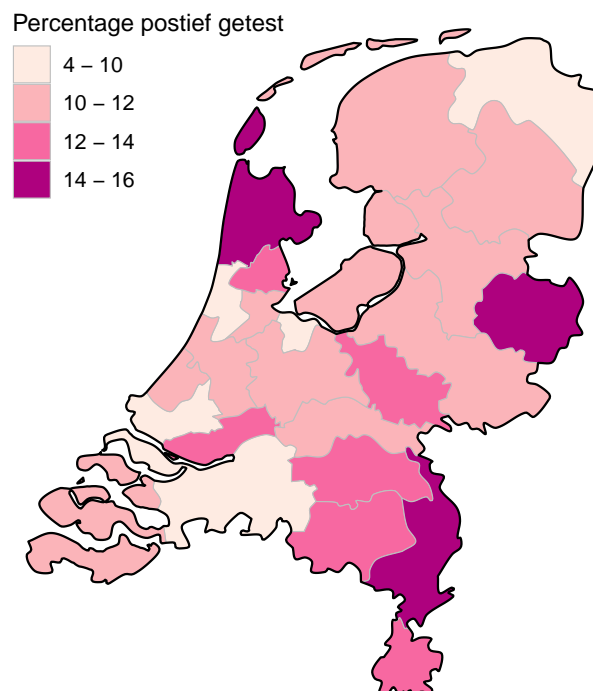 Percentage postief getest
4 – 10
10 – 12
12 – 14
14 – 16